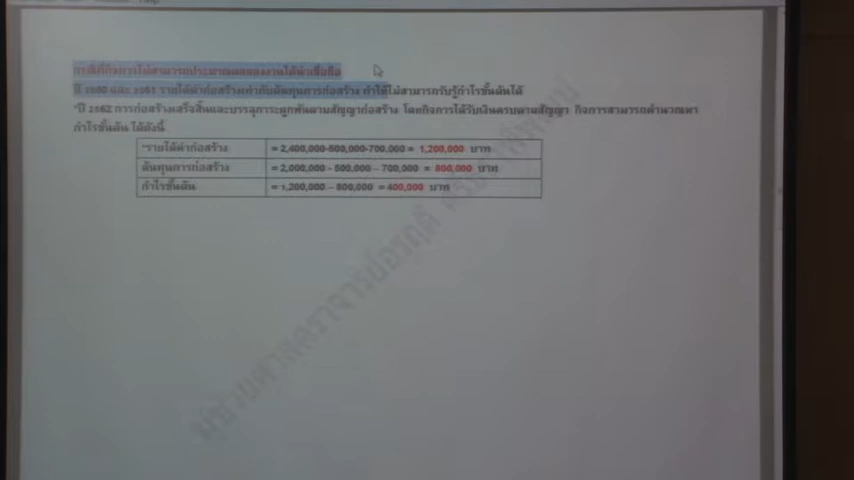 กรณีที่กิจการไม่สามารถประมาณผลของงานได้น่าเชื่อถือ
ปี 2560 และ 2561 รายได้ค่าก่อสร้างเท่ากับต้นทุนการก่อสร้าง ทำให้ไม่สามารถรับรู้กำไรขั้นต้นได้
*ปี 2562 การก่อสร้างเสร็จสิ้นและบรรลุภาระผูกพันตามสัญญาก่อสร้าง โดยกิจการได้รับเงินครบตามสัญญา กิจการสามารถคำนวณหา
กำไรขั้นต้น ได้ดังนี้
*รายได้ค่าก่อสร้าง = 2,400,000-500,000-700,000 = 1,200,000 บาท
ต้นทุนการก่อสร้าง = 2,000,000 - 500,000 – 700,000 = 800,000 บาท
กำไรขั้นต้น = 1,200,000 – 800,000 = 400,000 บาท
ผู้ช่วยศาสตราจารย์